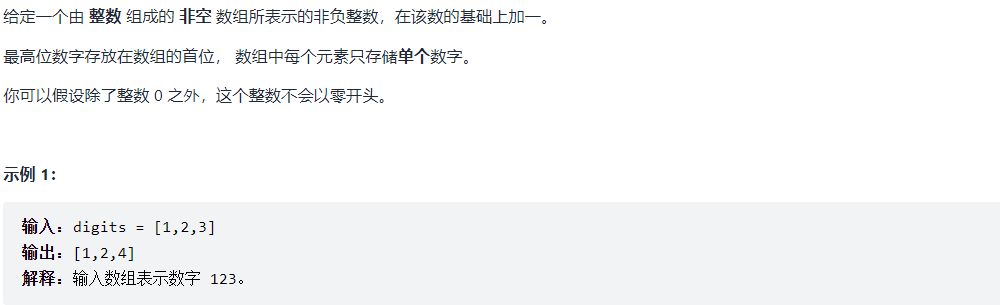 给定一个由 整数 组成的 非空 数组所表示的非负整数，在该数的基础上加一。
最高位数字存放在数组的首位， 数组中每个元素只存储单个数字。
你可以假设除了整数 0 之外，这个整数不会以零开头。
示例 1：
输入：digits = [1,2,3]
输出：[1,2,4]
解释：输入数组表示数字 123。